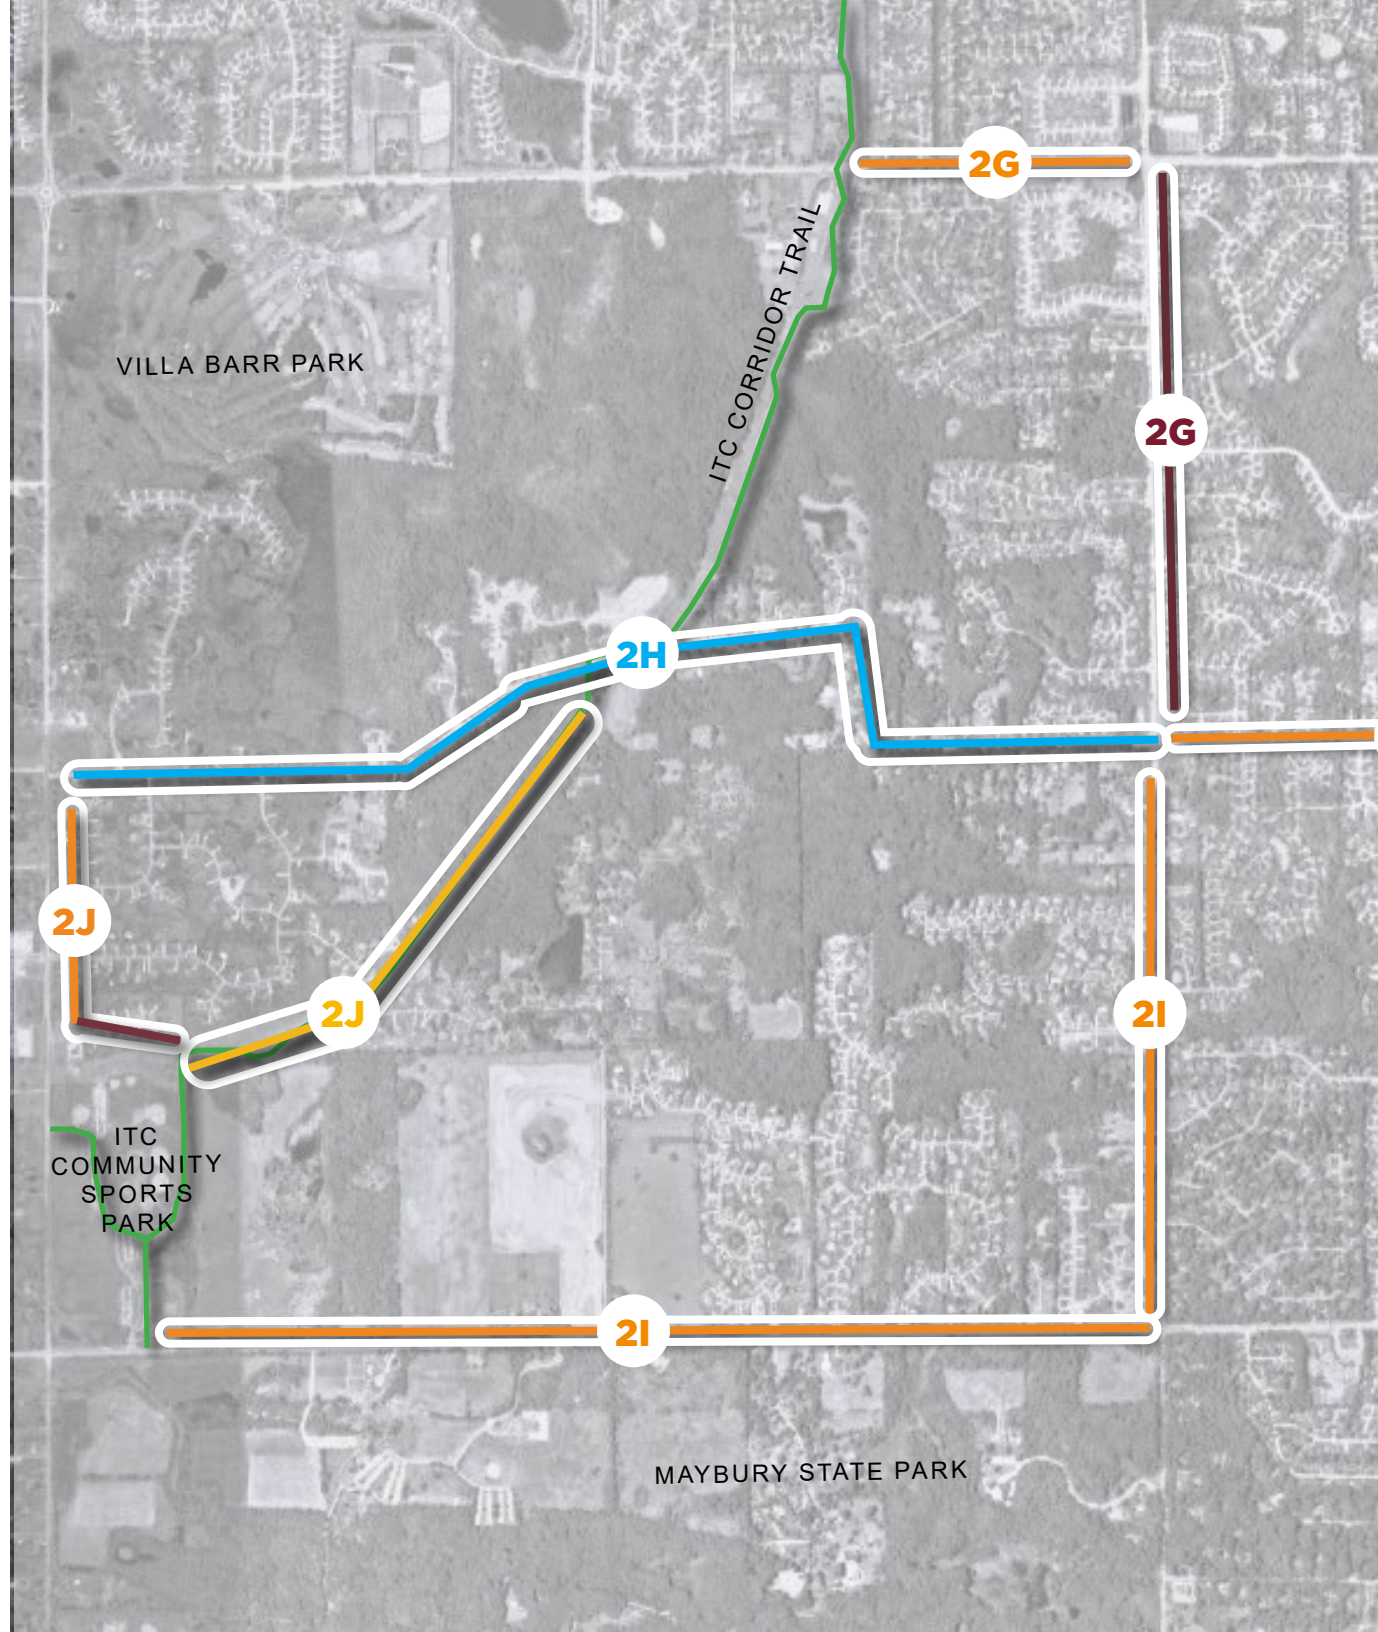 2G
ITC CORRIDOR TRAIL
VILLA BARR PARK
2G
2H
2J
2J
2I
ITC
COMMUNITY
SPORTS
PARK
2I
MAYBURY STATE PARK